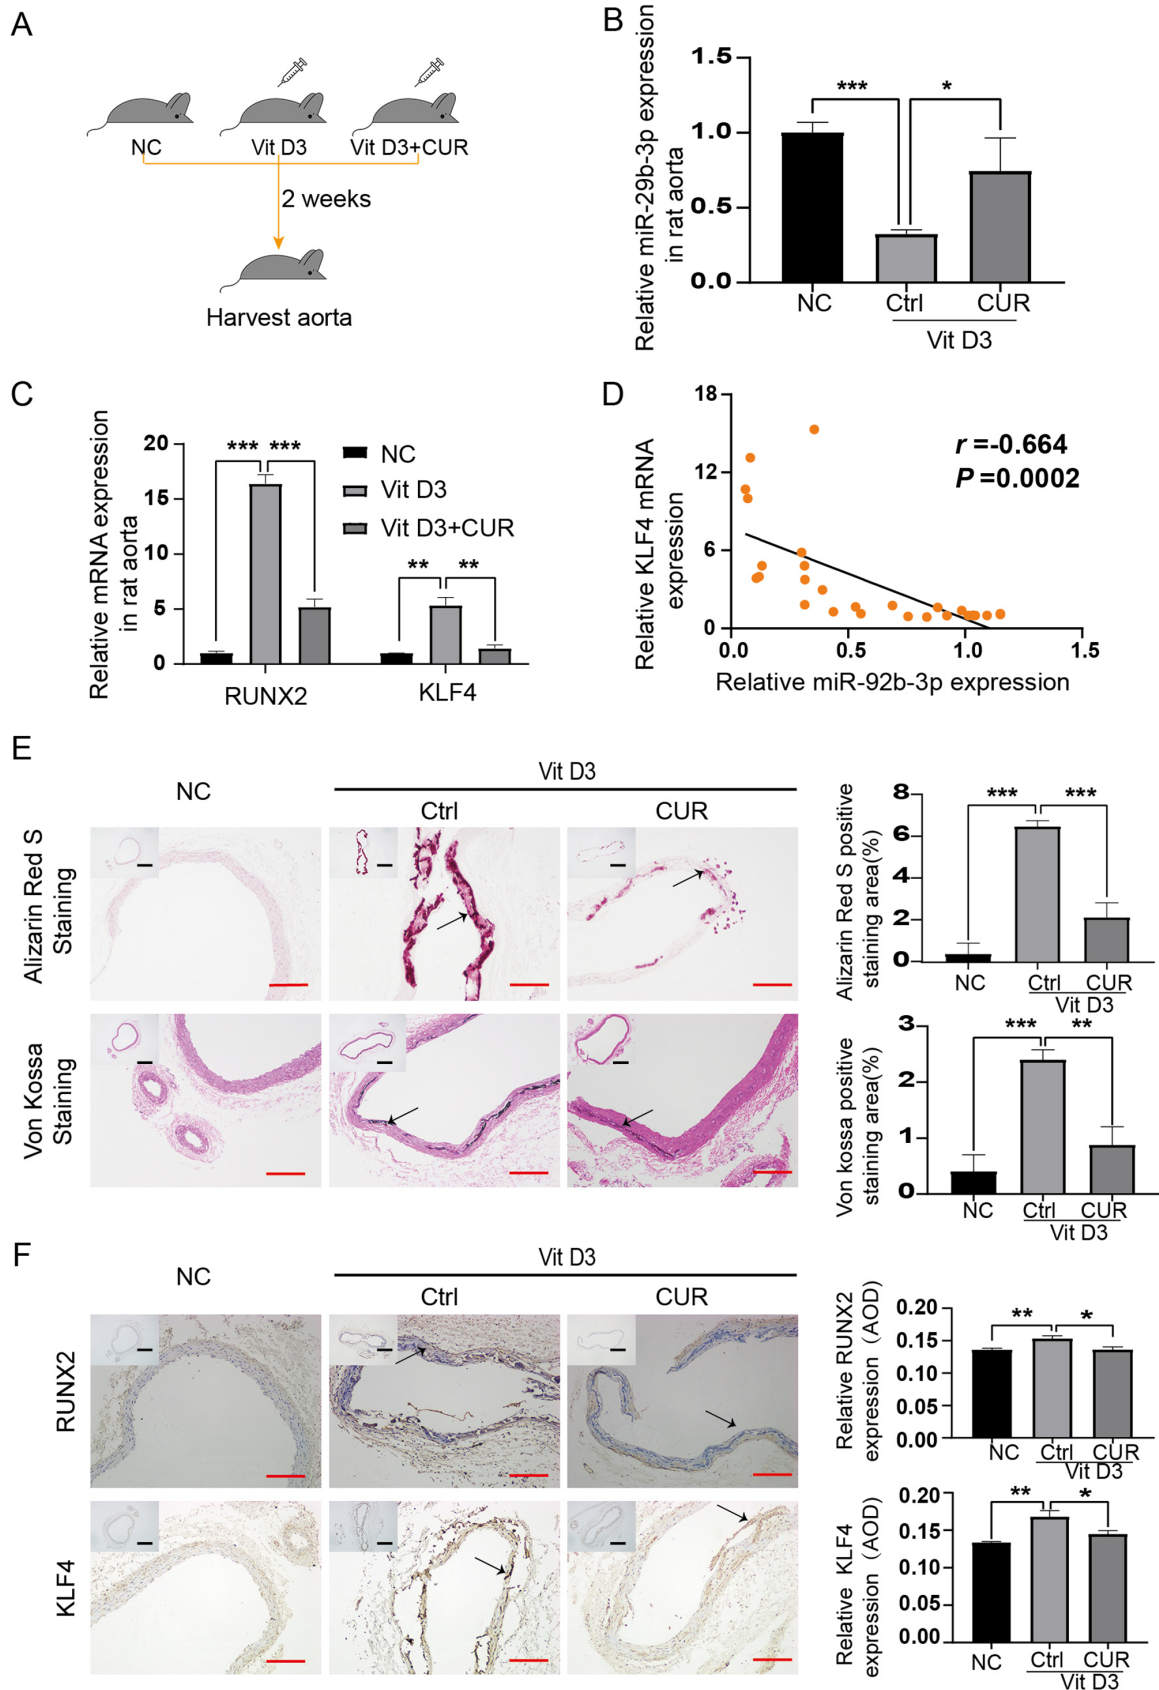 A
NC
Vit D3
Vit D3+CUR
2 weeks
Harvest aorta
B
Relative miR-29b-3p expression
in rat aorta
1.5
1.0
0.5
0.0
***
*
NC
Ctrl
CUR
Vit D3
C
Relative mRNA expression
in rat aorta
20
15
10
5
0
***
***
**
**
NC
Vit D3
Vit D3+CUR
RUNX2
KLF4
D
Relative KLF4 mRNA
expression
18
12
6
0
r =-0.664
P =0.0002
0.0
0.5
1.0
1.5
Relative miR-92b-3p expression
E
NC
Vit D3
Ctrl
CUR
Alizarin Red S
Staining
Von Kossa
Staining
Alizarin Red S positive
staining area(%)
8
6
4
2
0
***
***
NC
Ctrl
CUR
Vit D3
Von kossa positive
staining area(%)
3
2
1
0
***
**
NC
Ctrl
CUR
Vit D3
F
NC
Vit D3
Ctrl
CUR
RUNX2
KLF4
Relative RUNX2
expression (AOD)
0.20
0.15
0.10
0.05
0.00
**
*
NC
Ctrl
CUR
Vit D3
Relative KLF4
expression (AOD)
0.20
0.15
0.10
0.05
0.00
**
*
NC
Ctrl
CUR
Vit D3